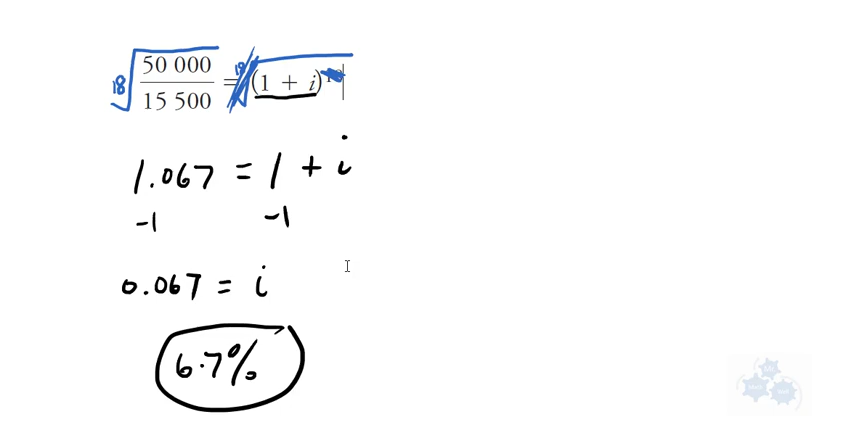 18√(50 000 / 15 500) = 18√(1 + i)^18
1.067 = 1 + i
-1 -1
0.067 = i
6.7%